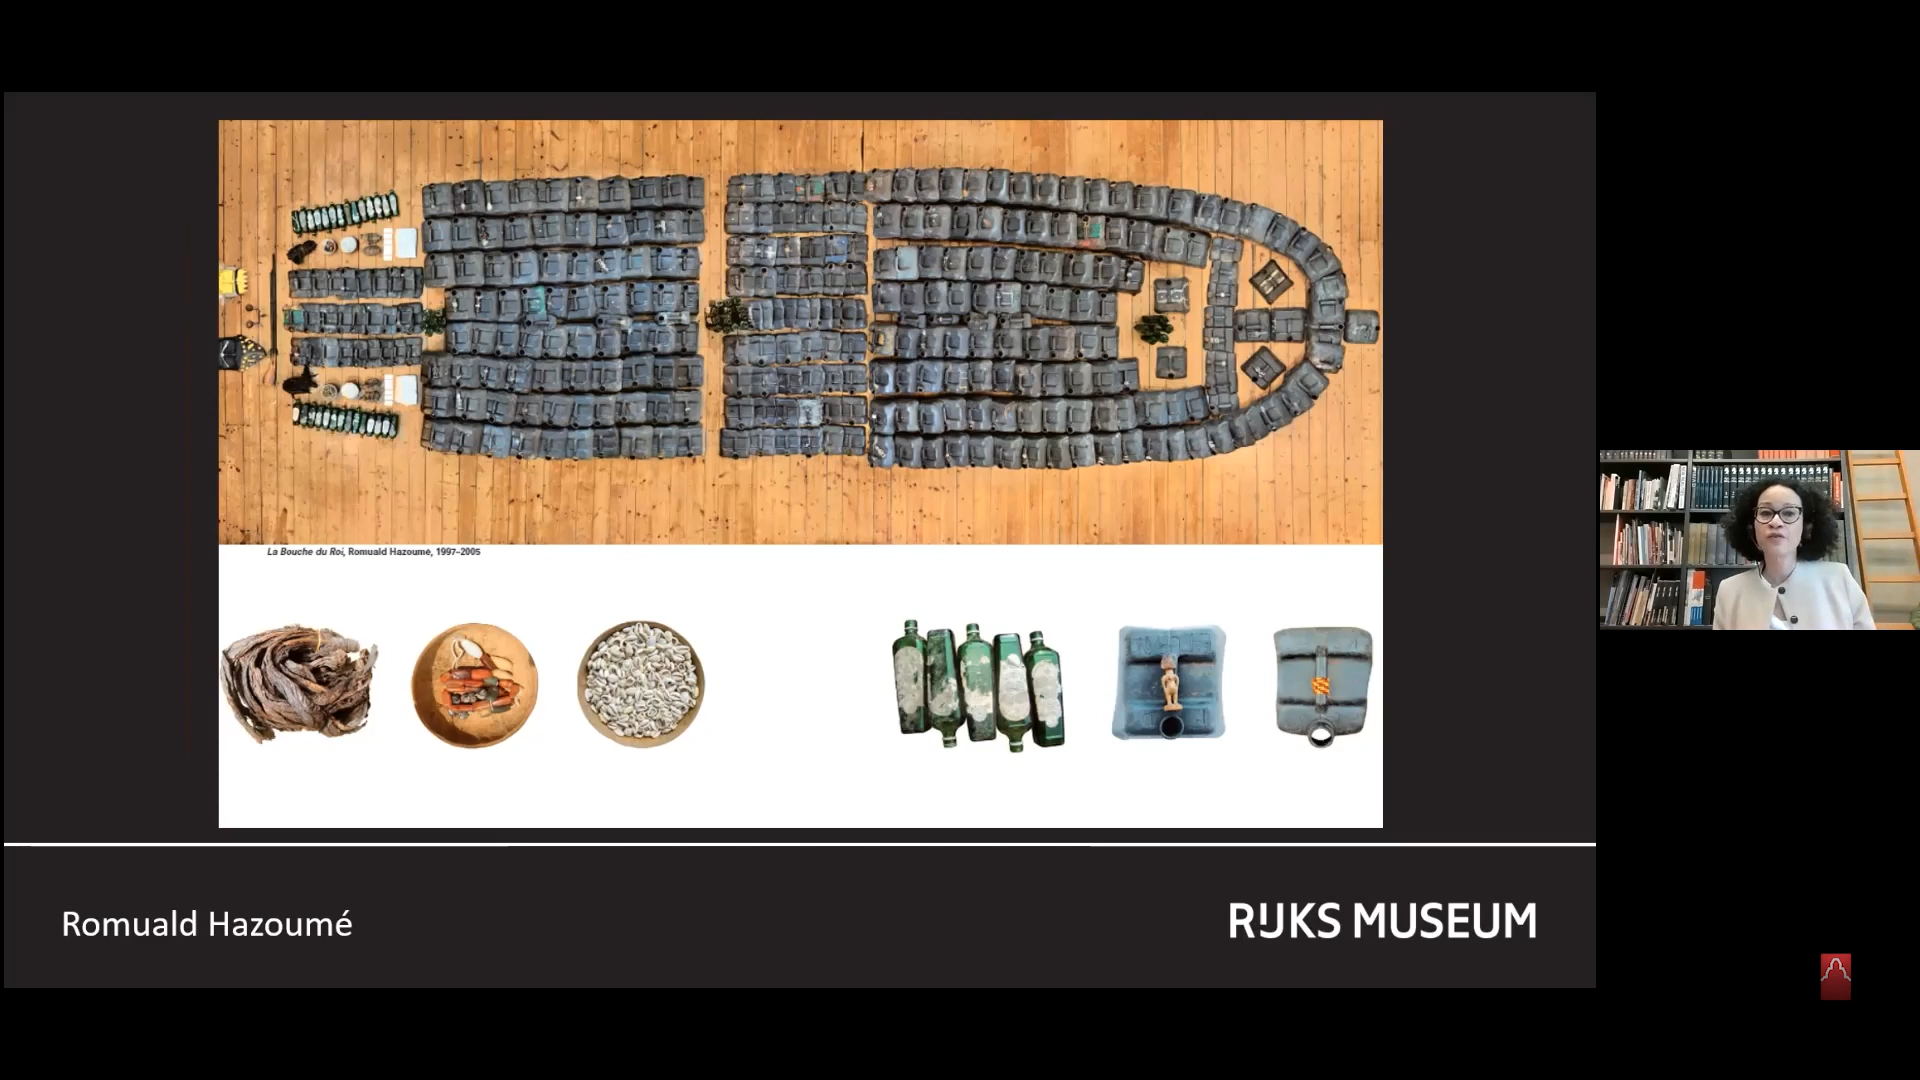 La Bouche du Roi, Romuald Hazoumé, 1997–2005
Romuald Hazoumé
RIJKS MUSEUM